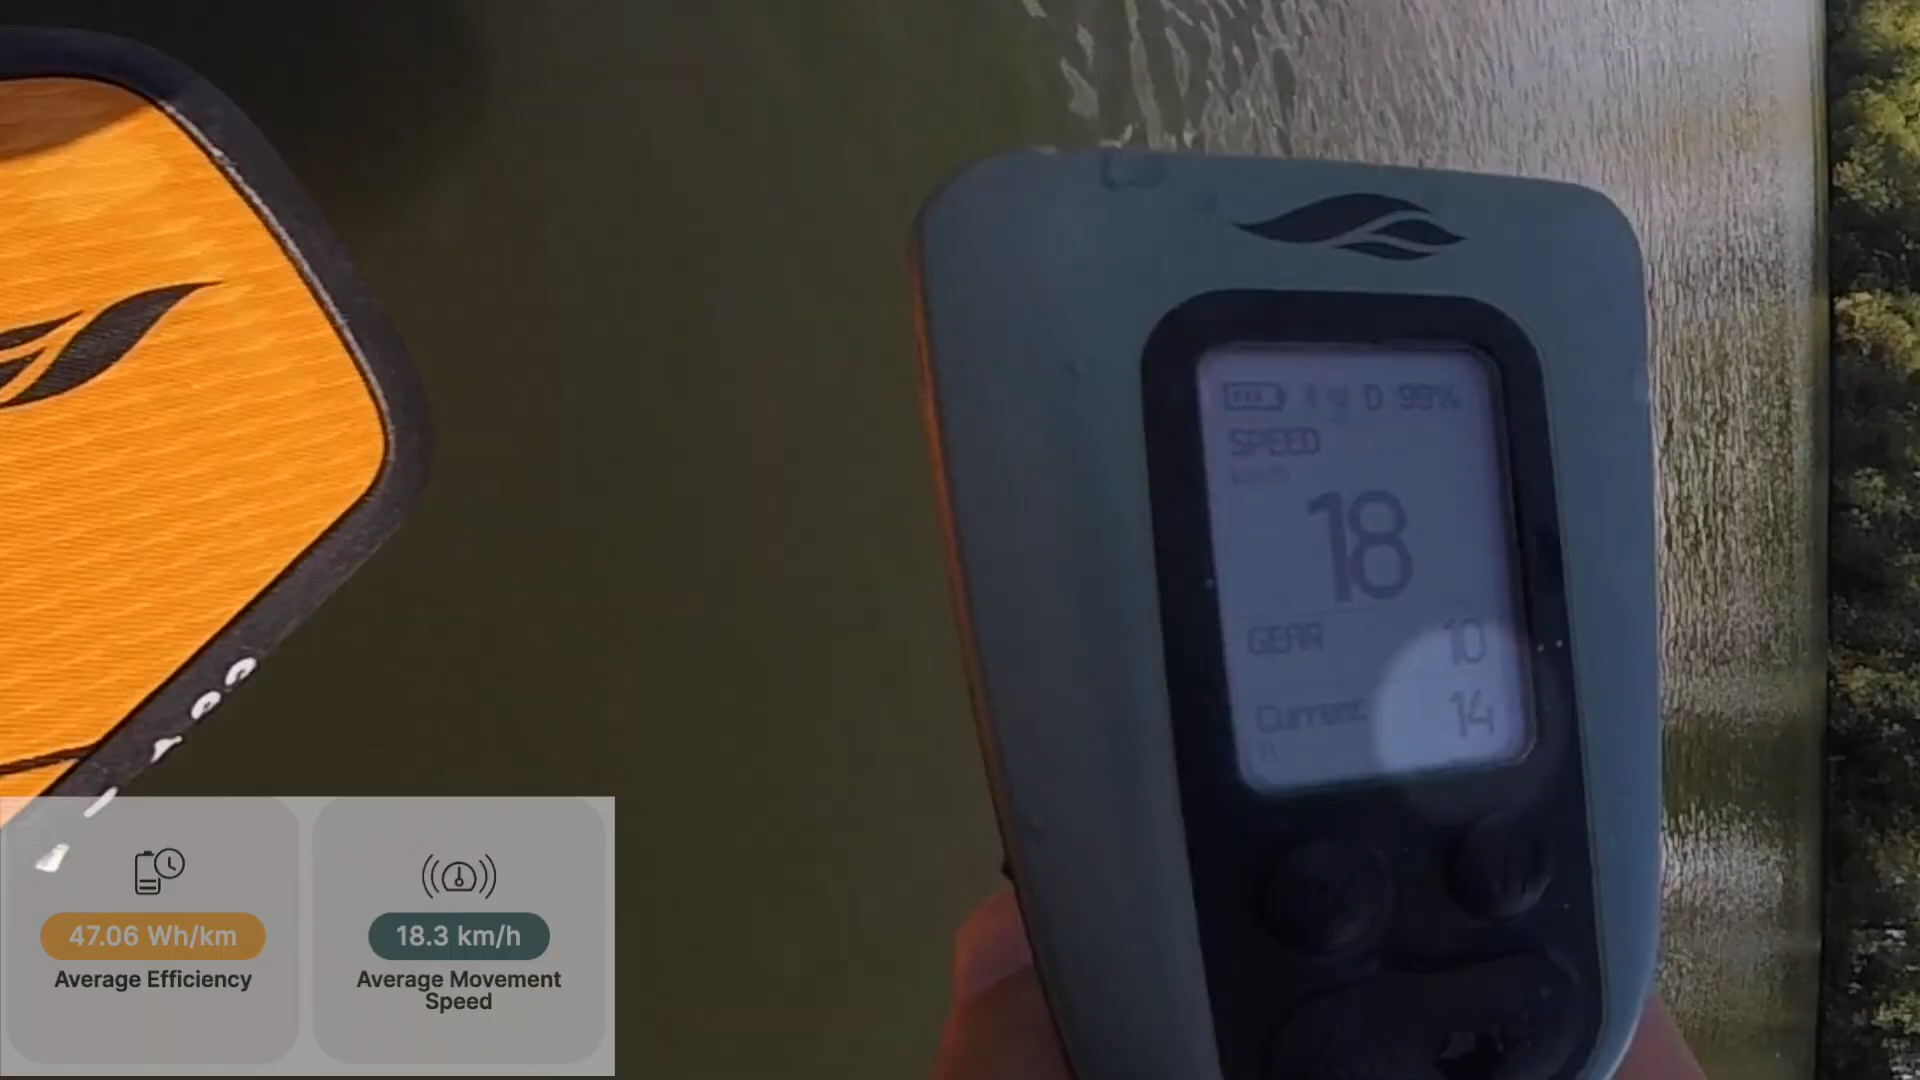 D 99%
SPEED
km/h
18
GEAR 10
Current 14
47.06 Wh/km
Average Efficiency
18.3 km/h
Average Movement
Speed